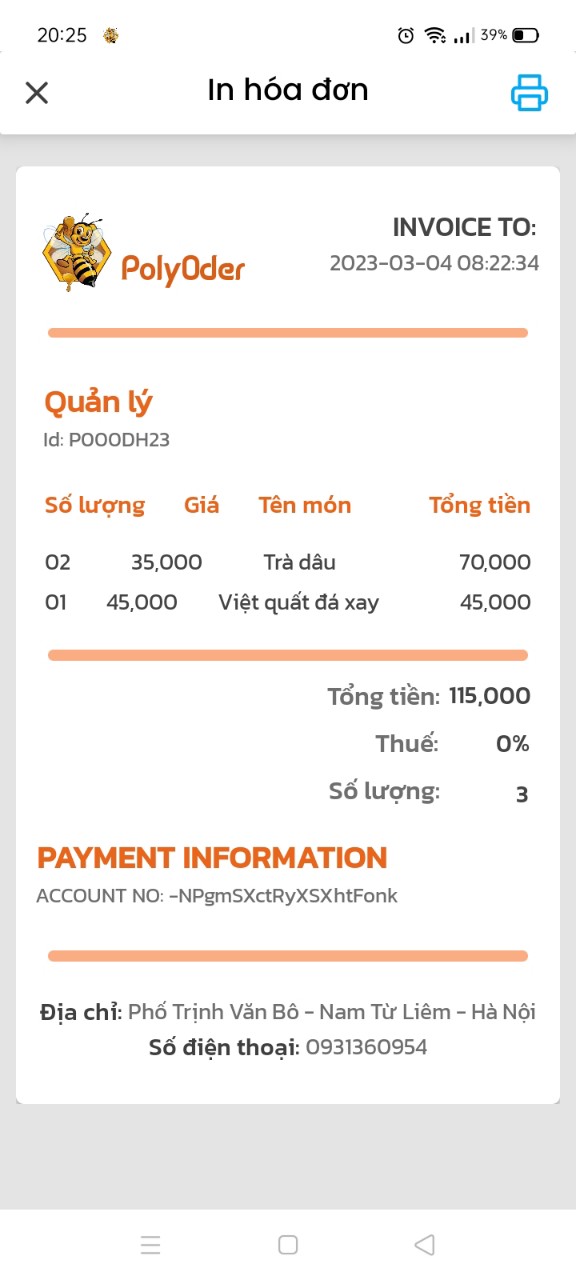 20:25
39%
In hóa đơn
INVOICE TO:
2023-03-04 08:22:34
PolyOder
Quản lý
Id: POOODH23
Số lượng Giá Tên món Tổng tiền
02 35,000 Trà dâu 70,000
01 45,000 Việt quất đá xay 45,000
Tổng tiền: 115,000
Thuế: 0%
Số lượng: 3
PAYMENT INFORMATION
ACCOUNT NO: -NPgmSXctRyXSXhtFonk
Địa chỉ: Phố Trịnh Văn Bô - Nam Từ Liêm - Hà Nội
Số điện thoại: 0931360954